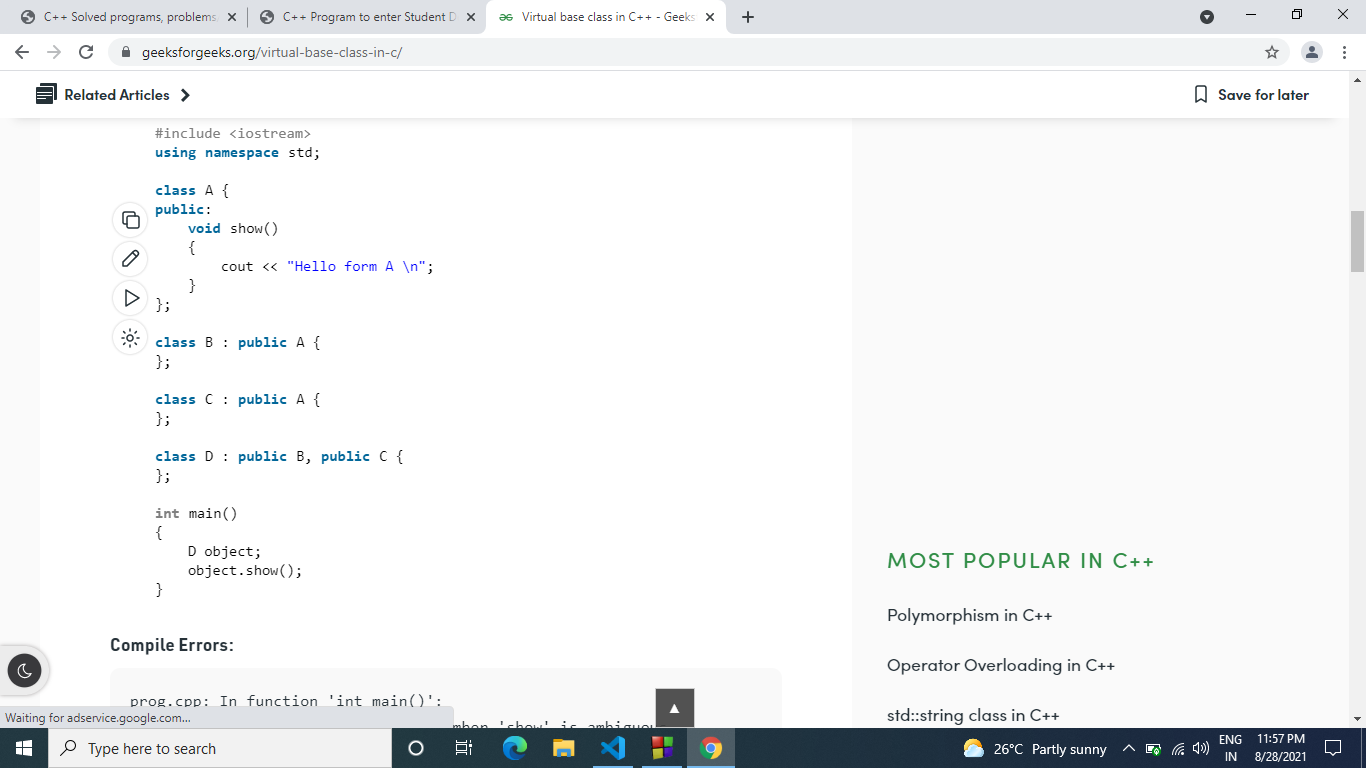 C++ Solved programs, problems
C++ Program to enter Student D
Virtual base class in C++ - Geeks
geeksforgeeks.org/virtual-base-class-in-c/
Related Articles
Save for later
#include <iostream>
using namespace std;
class A {
public:
void show()
{
cout << "Hello form A \n";
}
};
class B : public A {
};
class C : public A {
};
class D : public B, public C {
};
int main()
{
D object;
object.show();
}
Compile Errors:
prog.cpp: In function 'int main()':
'show' is ambiguous
MOST POPULAR IN C++
Polymorphism in C++
Operator Overloading in C++
std::string class in C++
Waiting for adservice.google.com...
Type here to search
26°C Partly sunny
ENG
IN
11:57 PM
8/28/2021